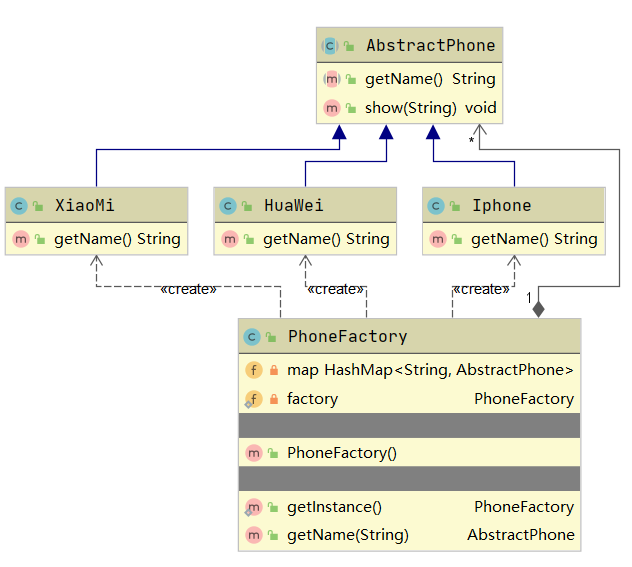 AbstractPhone
getName() String
show(String) void
*
XiaoMi
HuaWei
Iphone
getName() String
getName() String
getName() String
«create»
«create»
«create»
1
PhoneFactory
map HashMap<String, AbstractPhone>
factory PhoneFactory
PhoneFactory()
getInstance() PhoneFactory
getName(String) AbstractPhone